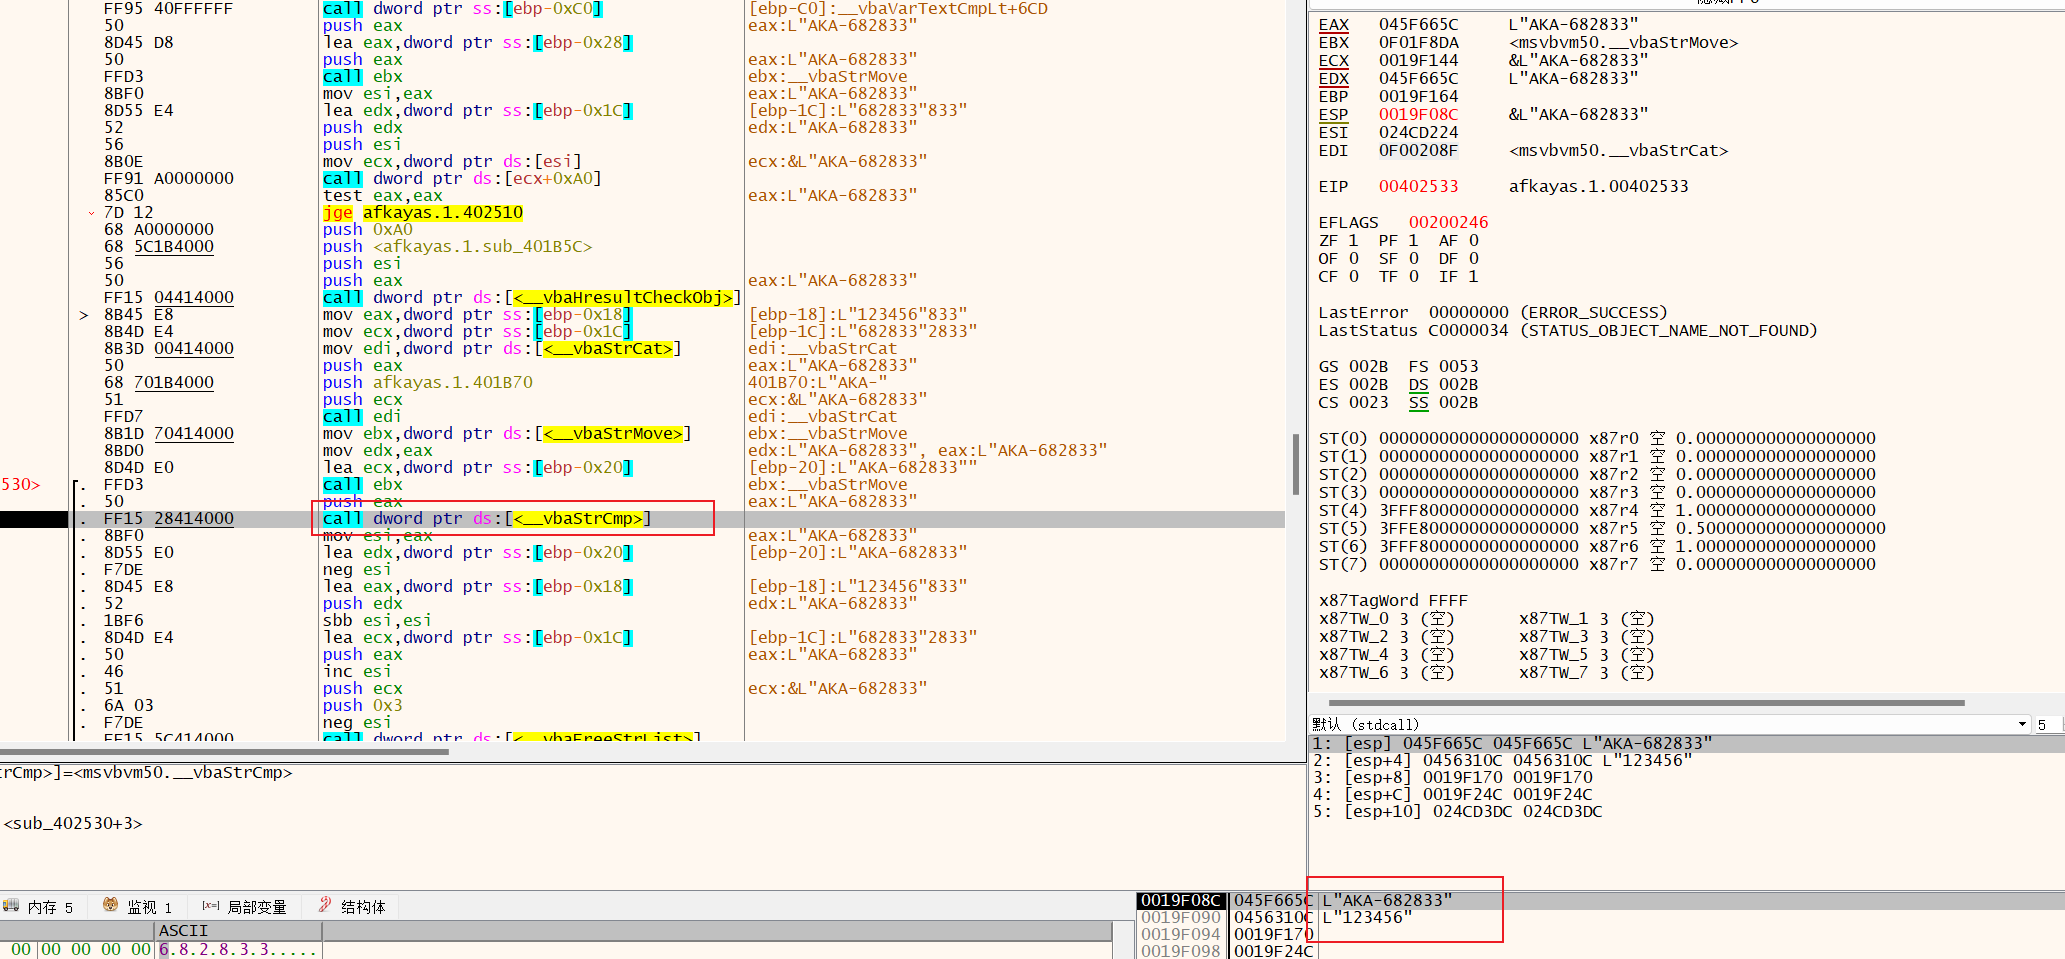 隐藏FPU
FF95 40FFFFFF call dword ptr ss:[ebp-0xC0] [ebp-C0]:__vbaVarTextCmpLt+6CD
50 push eax eax:L"AKA-682833"
8D45 D8 lea eax,dword ptr ss:[ebp-0x28]
50 push eax eax:L"AKA-682833"
FFD3 call ebx ebx:__vbaStrMove
8BF0 mov esi,eax eax:L"AKA-682833"
8D55 E4 lea edx,dword ptr ss:[ebp-0x1C] [ebp-1C]:L"682833"833"
52 push edx edx:L"AKA-682833"
56 push esi
8B0E mov ecx,dword ptr ds:[esi] ecx:&L"AKA-682833"
FF91 A0000000 call dword ptr ds:[ecx+0xA0]
85C0 test eax,eax eax:L"AKA-682833"
7D 12 jge afkayas.1.402510
68 A0000000 push 0xA0
68 5C1B4000 push <afkayas.1.sub_401B5C>
56 push esi
50 push eax eax:L"AKA-682833"
FF15 04414000 call dword ptr ds:[<__vbaHresultCheckObj>]
> 8B45 E8 mov eax,dword ptr ss:[ebp-0x18] [ebp-18]:L"123456"833"
8B4D E4 mov ecx,dword ptr ss:[ebp-0x1C] [ebp-1C]:L"682833"2833"
8B3D 00414000 mov edi,dword ptr ds:[<__vbaStrCat>] edi:__vbaStrCat
50 push eax eax:L"AKA-682833"
68 701B4000 push afkayas.1.401B70 401B70:L"AKA-"
51 push ecx ecx:&L"AKA-682833"
FFD7 call edi edi:__vbaStrCat
8B1D 70414000 mov ebx,dword ptr ds:[<__vbaStrMove>] ebx:__vbaStrMove
8BD0 mov edx,eax edx:L"AKA-682833", eax:L"AKA-682833"
8D4D E0 lea ecx,dword ptr ss:[ebp-0x20] [ebp-20]:L"AKA-682833""
530> . FFD3 call ebx ebx:__vbaStrMove
. 50 push eax eax:L"AKA-682833"
. FF15 28414000 call dword ptr ds:[<__vbaStrCmp>]
. 8BF0 mov esi,eax eax:L"AKA-682833"
. 8D55 E0 lea edx,dword ptr ss:[ebp-0x20] [ebp-20]:L"AKA-682833"
. F7DE neg esi
. 8D45 E8 lea eax,dword ptr ss:[ebp-0x18] [ebp-18]:L"123456"833"
. 52 push edx edx:L"AKA-682833"
. 1BF6 sbb esi,esi
. 8D4D E4 lea ecx,dword ptr ss:[ebp-0x1C] [ebp-1C]:L"682833"2833"
. 50 push eax eax:L"AKA-682833"
. 46 inc esi
. 51 push ecx ecx:&L"AKA-682833"
. 6A 03 push 0x3
. F7DE neg esi
. FF15 5C414000 call dword ptr ds:[<__vbaFreeStrList>]
EAX 045F665C L"AKA-682833"
EBX 0F01F8DA <msvbvm50.__vbaStrMove>
ECX 0019F144 &L"AKA-682833"
EDX 045F665C L"AKA-682833"
EBP 0019F164
ESP 0019F08C &L"AKA-682833"
ESI 024CD224
EDI 0F00208F <msvbvm50.__vbaStrCat>
EIP 00402533 afkayas.1.00402533
EFLAGS 00200246
ZF 1 PF 1 AF 0
OF 0 SF 0 DF 0
CF 0 TF 0 IF 1
LastError 00000000 (ERROR_SUCCESS)
LastStatus C0000034 (STATUS_OBJECT_NAME_NOT_FOUND)
GS 002B FS 0053
ES 002B DS 002B
CS 0023 SS 002B
ST(0) 00000000000000000000 x87r0 空 0.000000000000000000
ST(1) 00000000000000000000 x87r1 空 0.000000000000000000
ST(2) 00000000000000000000 x87r2 空 0.000000000000000000
ST(3) 00000000000000000000 x87r3 空 0.000000000000000000
ST(4) 3FFF8000000000000000 x87r4 空 1.000000000000000000
ST(5) 3FFE8000000000000000 x87r5 空 0.5000000000000000000
ST(6) 3FFF8000000000000000 x87r6 空 1.000000000000000000
ST(7) 00000000000000000000 x87r7 空 0.000000000000000000
x87TagWord FFFF
x87TW_0 3 (空) x87TW_1 3 (空)
x87TW_2 3 (空) x87TW_3 3 (空)
x87TW_4 3 (空) x87TW_5 3 (空)
x87TW_6 3 (空) x87TW_7 3 (空)
默认 (stdcall) 5
1: [esp] 045F665C 045F665C L"AKA-682833"
2: [esp+4] 0456310C 0456310C L"123456"
3: [esp+8] 0019F170 0019F170
4: [esp+C] 0019F24C 0019F24C
5: [esp+10] 024CD3DC 024CD3DC
trCmp>]=<msvbvm50.__vbaStrCmp>
<sub_402530+3>
内存 5 监视 1 [x=] 局部变量 结构体
ASCII
00 00 00 00 00 6.8.2.8.3.3.....
0019F08C 045F665C L"AKA-682833"
0019F090 0456310C L"123456"
0019F094 0019F170
0019F098 0019F24C